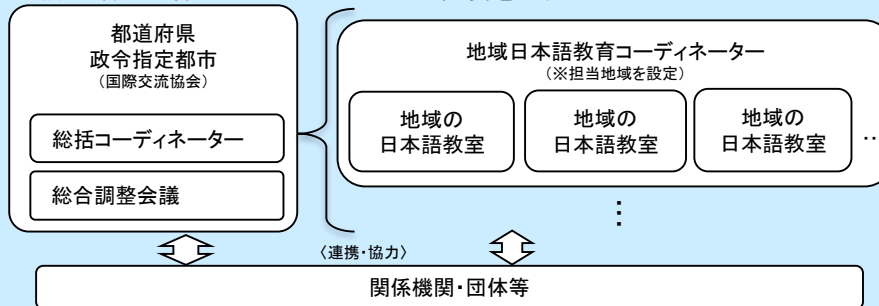 都道府県
政令指定都市
（国際交流協会）
総括コーディネーター
総合調整会議
地域日本語教育コーディネーター
（※担当地域を設定）
地域の
日本語教室
地域の
日本語教室
地域の
日本語教室
…
⋮
〈連携・協力〉
関係機関・団体等